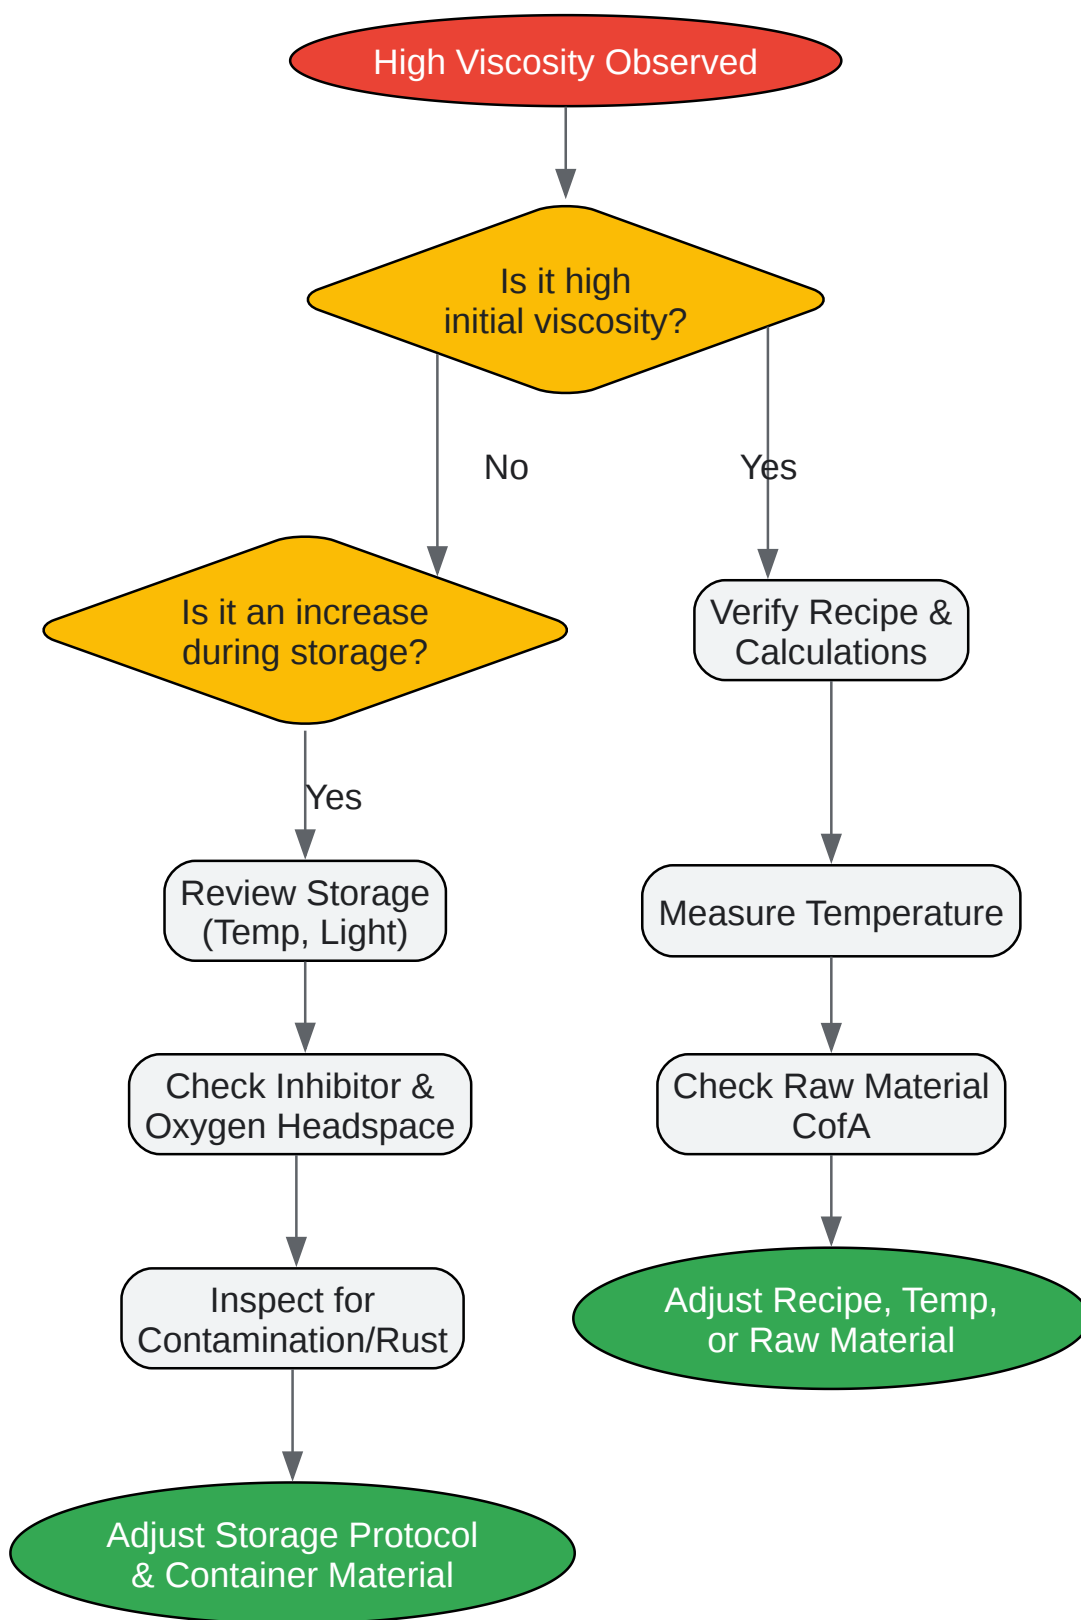 High Viscosity Observed
Is it high
initial viscosity?
No
Yes
Is it an increase
during storage?
Verify Recipe &
Calculations
Yes
Review Storage
(Temp, Light)
Measure Temperature
Check Inhibitor &
Oxygen Headspace
Check Raw Material
CofA
Inspect for
Contamination/Rust
Adjust Recipe, Temp,
or Raw Material
Adjust Storage Protocol
& Container Material